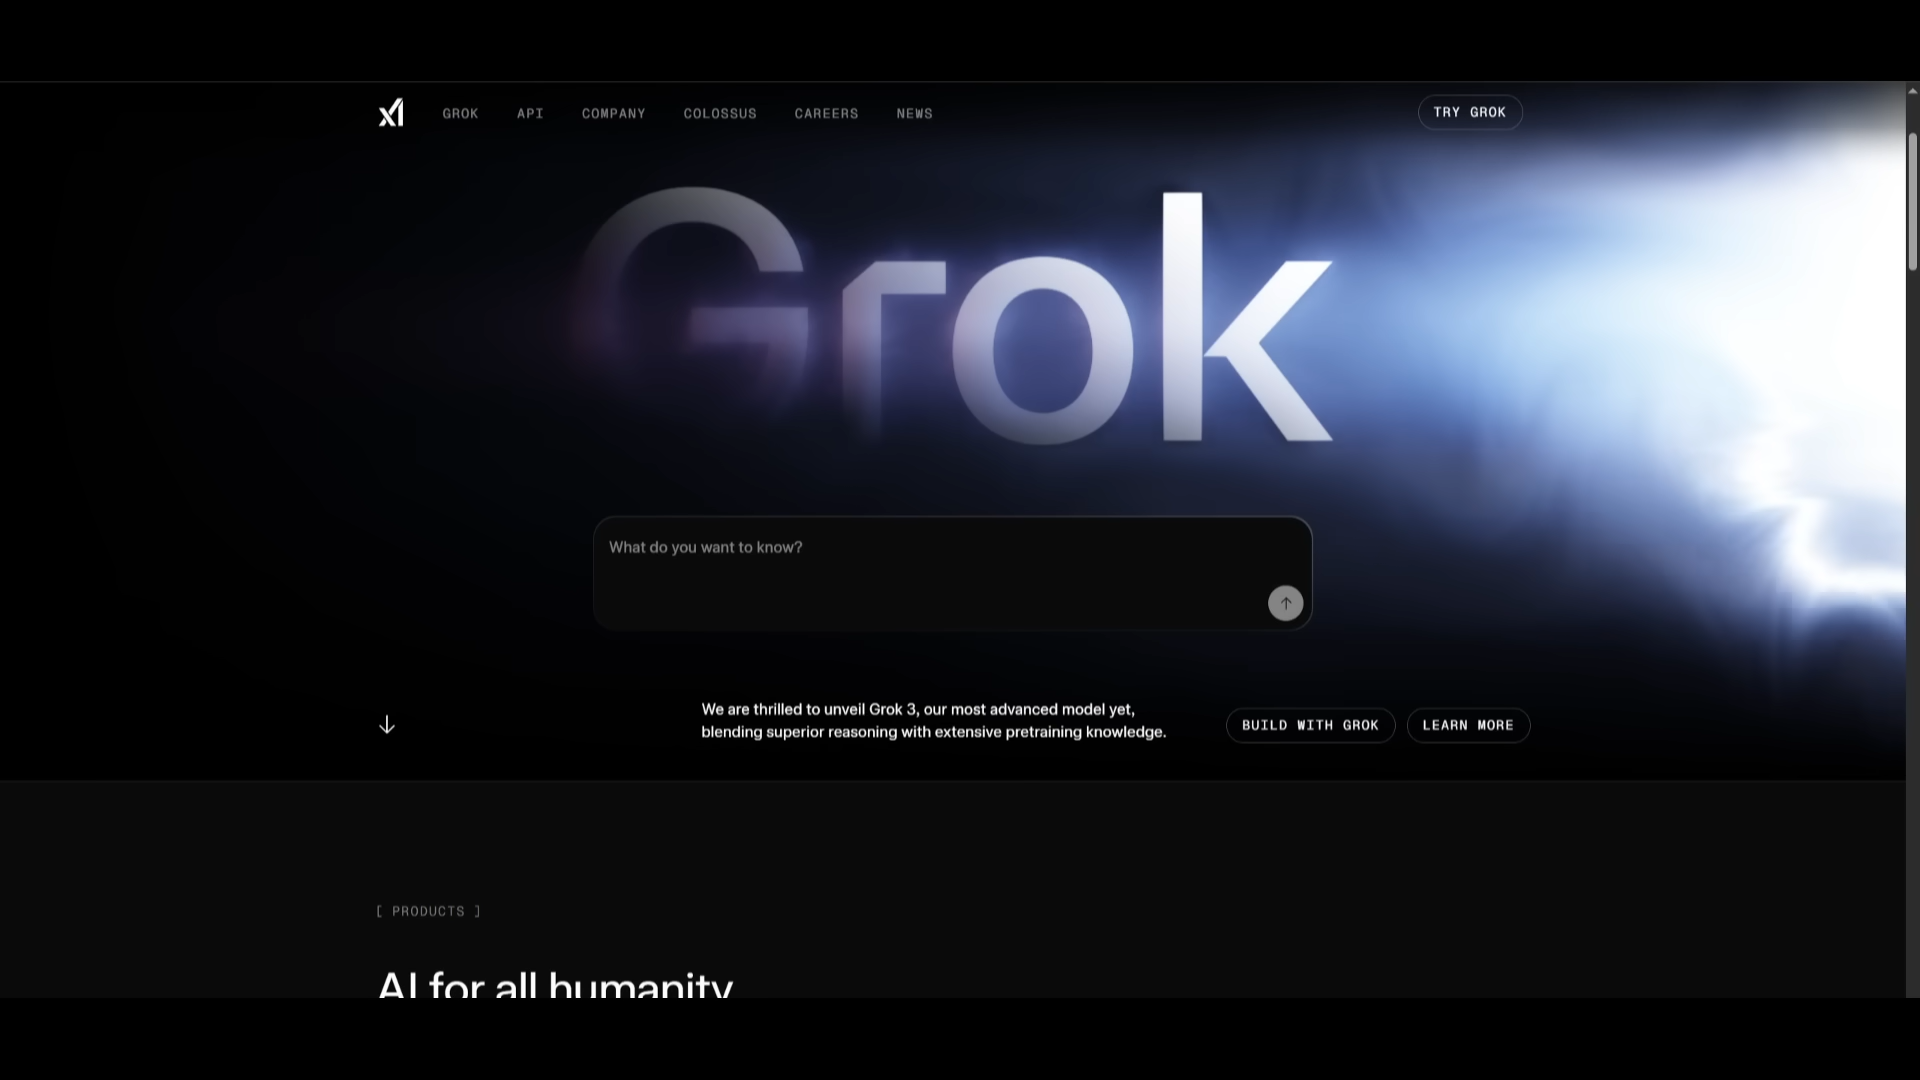 xI
GROK
API
COMPANY
COLOSSUS
CAREERS
NEWS
TRY GROK
Grok
What do you want to know?
We are thrilled to unveil Grok 3, our most advanced model yet,
blending superior reasoning with extensive pretraining knowledge.
BUILD WITH GROK
LEARN MORE
[ PRODUCTS ]
AI for all humanity